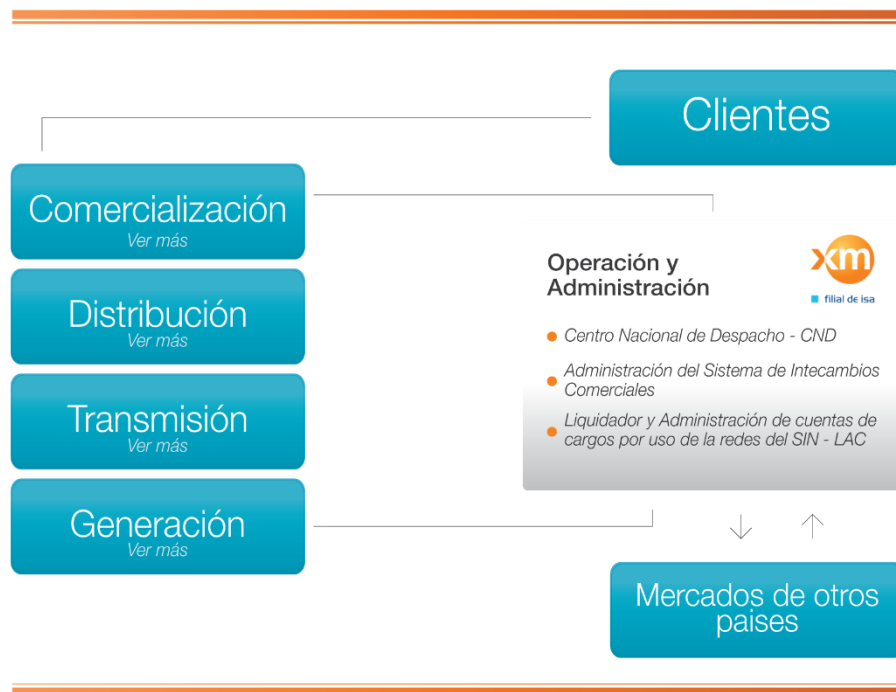 Clientes
Comercialización
Ver más
Distribución
Ver más
Transmisión
Ver más
Generación
Ver más
Operación y
Administración
xm
filial de isa
Centro Nacional de Despacho - CND
Administración del Sistema de Intecambios
Comerciales
Liquidador y Administración de cuentas de
cargos por uso de la redes del SIN - LAC
Mercados de otros
paises